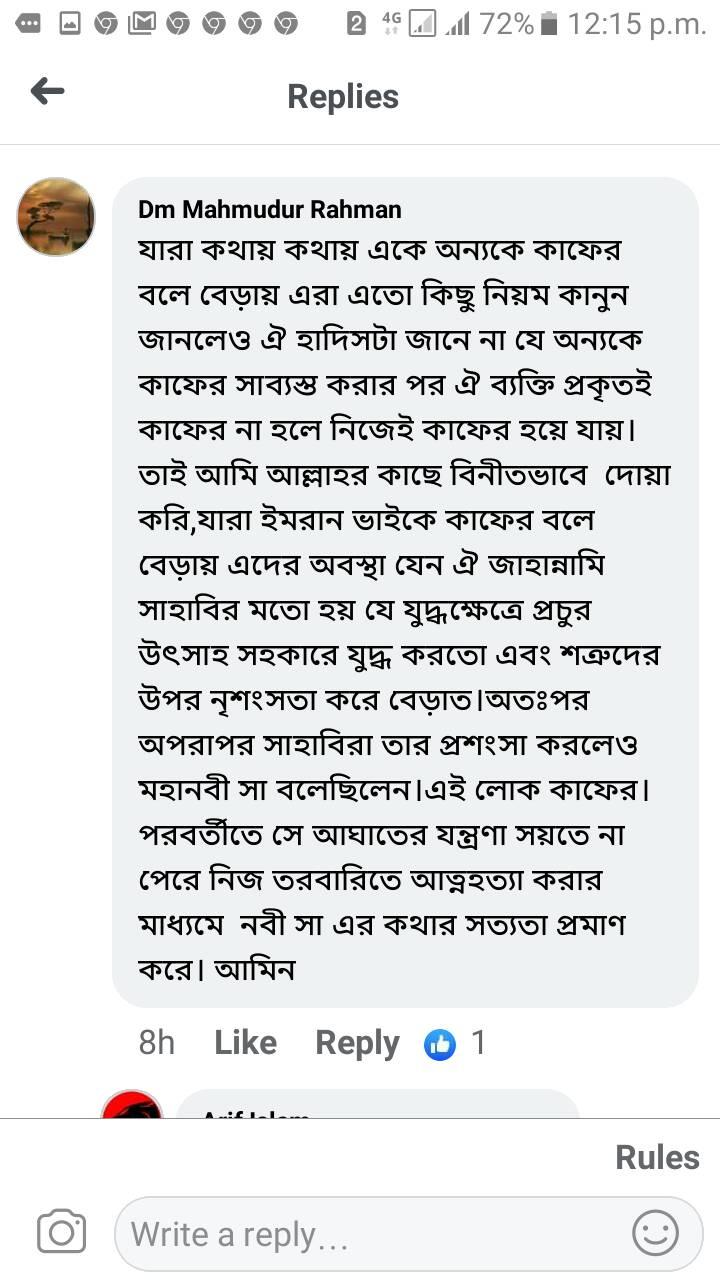 2 4G 72% 12:15 p.m.
Replies
Dm Mahmudur Rahman
যারা কথায় কথায় একে অন্যকে কাফের
বলে বেড়ায় এরা এতো কিছু নিয়ম কানুন
জানলেও ঐ হাদিসটা জানে না যে অন্যকে
কাফের সাব্যস্ত করার পর ঐ ব্যক্তি প্রকৃতই
কাফের না হলে নিজেই কাফের হয়ে যায়।
তাই আমি আল্লাহর কাছে বিনীতভাবে দোয়া
করি,যারা ইমরান ভাইকে কাফের বলে
বেড়ায় এদের অবস্থা যেন ঐ জাহান্নামি
সাহাবির মতো হয় যে যুদ্ধক্ষেত্রে প্রচুর
উৎসাহ সহকারে যুদ্ধ করতো এবং শত্রুদের
উপর নৃশংসতা করে বেড়াত।অতঃপর
অপরাপর সাহাবিরা তার প্রশংসা করলেও
মহানবী সা বলেছিলেন।এই লোক কাফের।
পরবর্তীতে সে আঘাতের যন্ত্রণা সয়তে না
পেরে নিজ তরবারিতে আত্নহত্যা করার
মাধ্যমে নবী সা এর কথার সত্যতা প্রমাণ
করে। আমিন
8h Like Reply 1
Arif Islam
Rules
Write a reply...